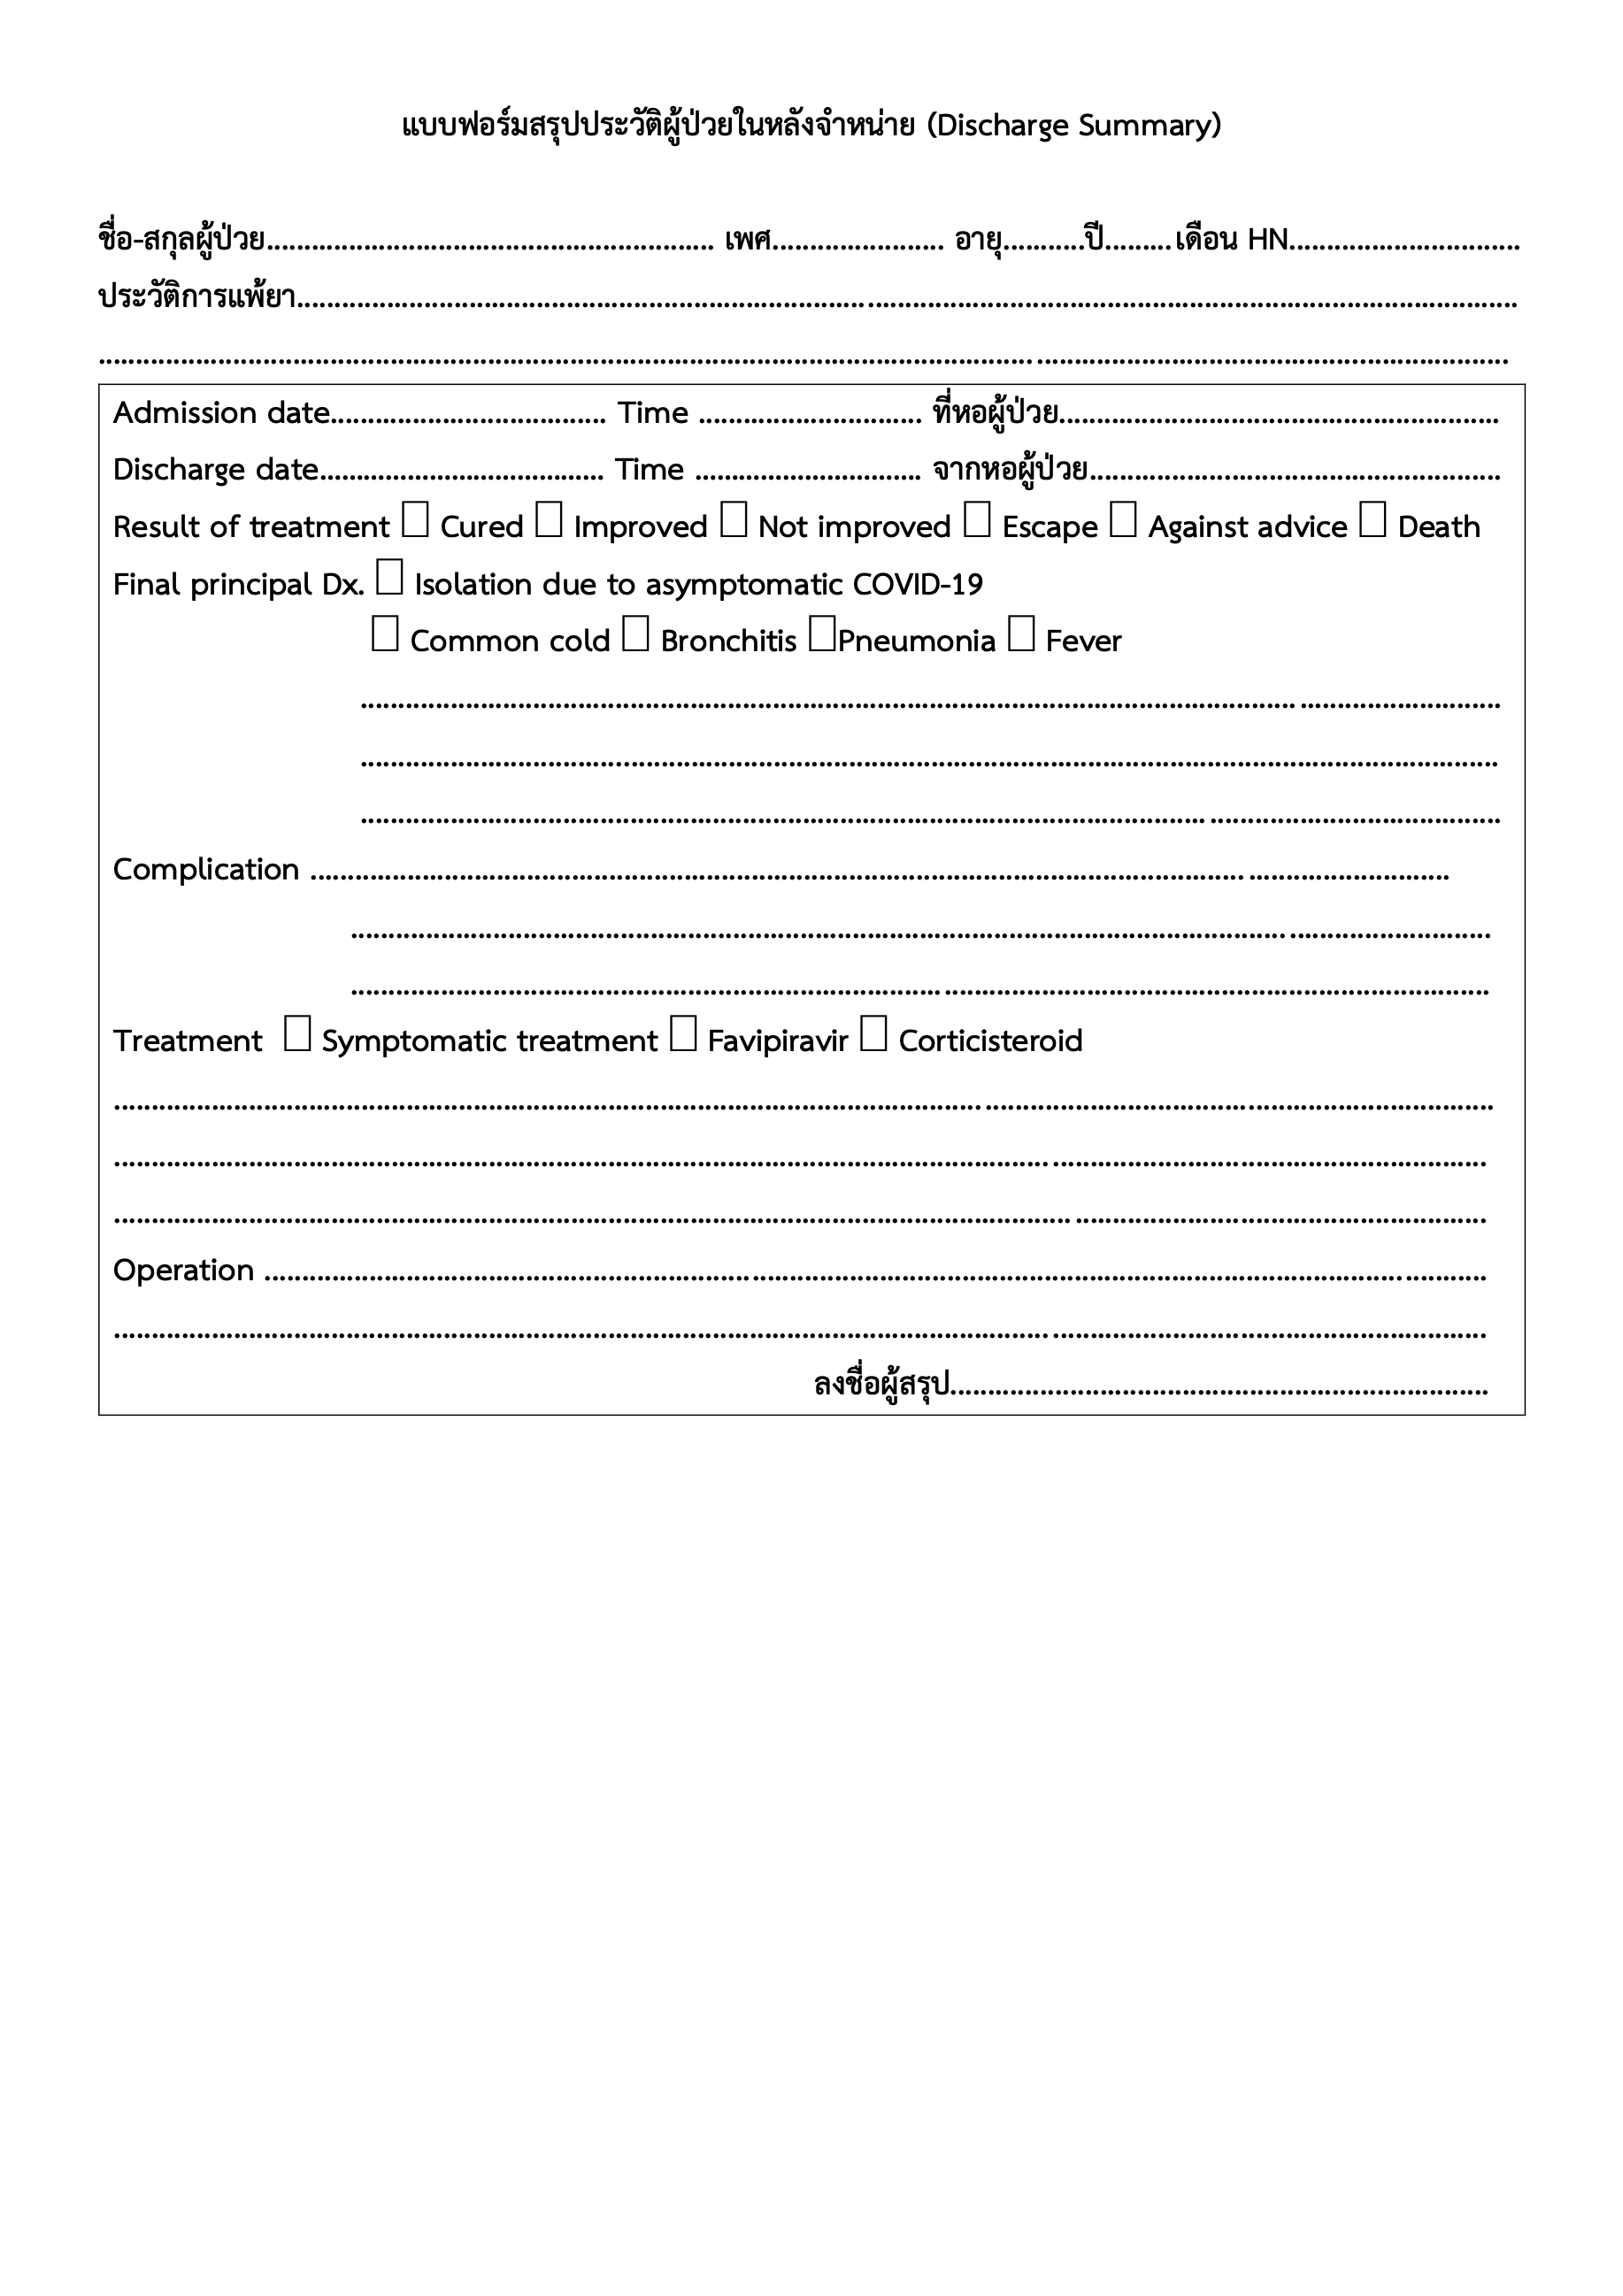 แบบฟอร์มสรุปประวัติผู้ป่วยในหลังจำหน่าย (Discharge Summary)
ชื่อ-สกุลผู้ป่วย............................................................ เพศ....................... อายุ...........ปี.........เดือน HN...............................
ประวัติการแพ้ยา....................................................................................................................................................................
..............................................................................................................................................................................................
Admission date..................................... Time .............................. ที่หอผู้ป่วย...........................................................
Discharge date...................................... Time .............................. จากหอผู้ป่วย.......................................................
Result of treatment ☐ Cured ☐ Improved ☐ Not improved ☐ Escape ☐ Against advice ☐ Death
Final principal Dx. ☐ Isolation due to asymptomatic COVID-19
☐ Common cold ☐ Bronchitis ☐Pneumonia ☐ Fever
.........................................................................................................................................................
.........................................................................................................................................................
.........................................................................................................................................................
Complication ........................................................................................................................................................
.........................................................................................................................................................
.........................................................................................................................................................
Treatment ☐ Symptomatic treatment ☐ Favipiravir ☐ Corticisteroid
.........................................................................................................................................................................................
........................................................................................................................................................................................
........................................................................................................................................................................................
Operation ...................................................................................................................................................................
........................................................................................................................................................................................
ลงชื่อผู้สรุป........................................................................